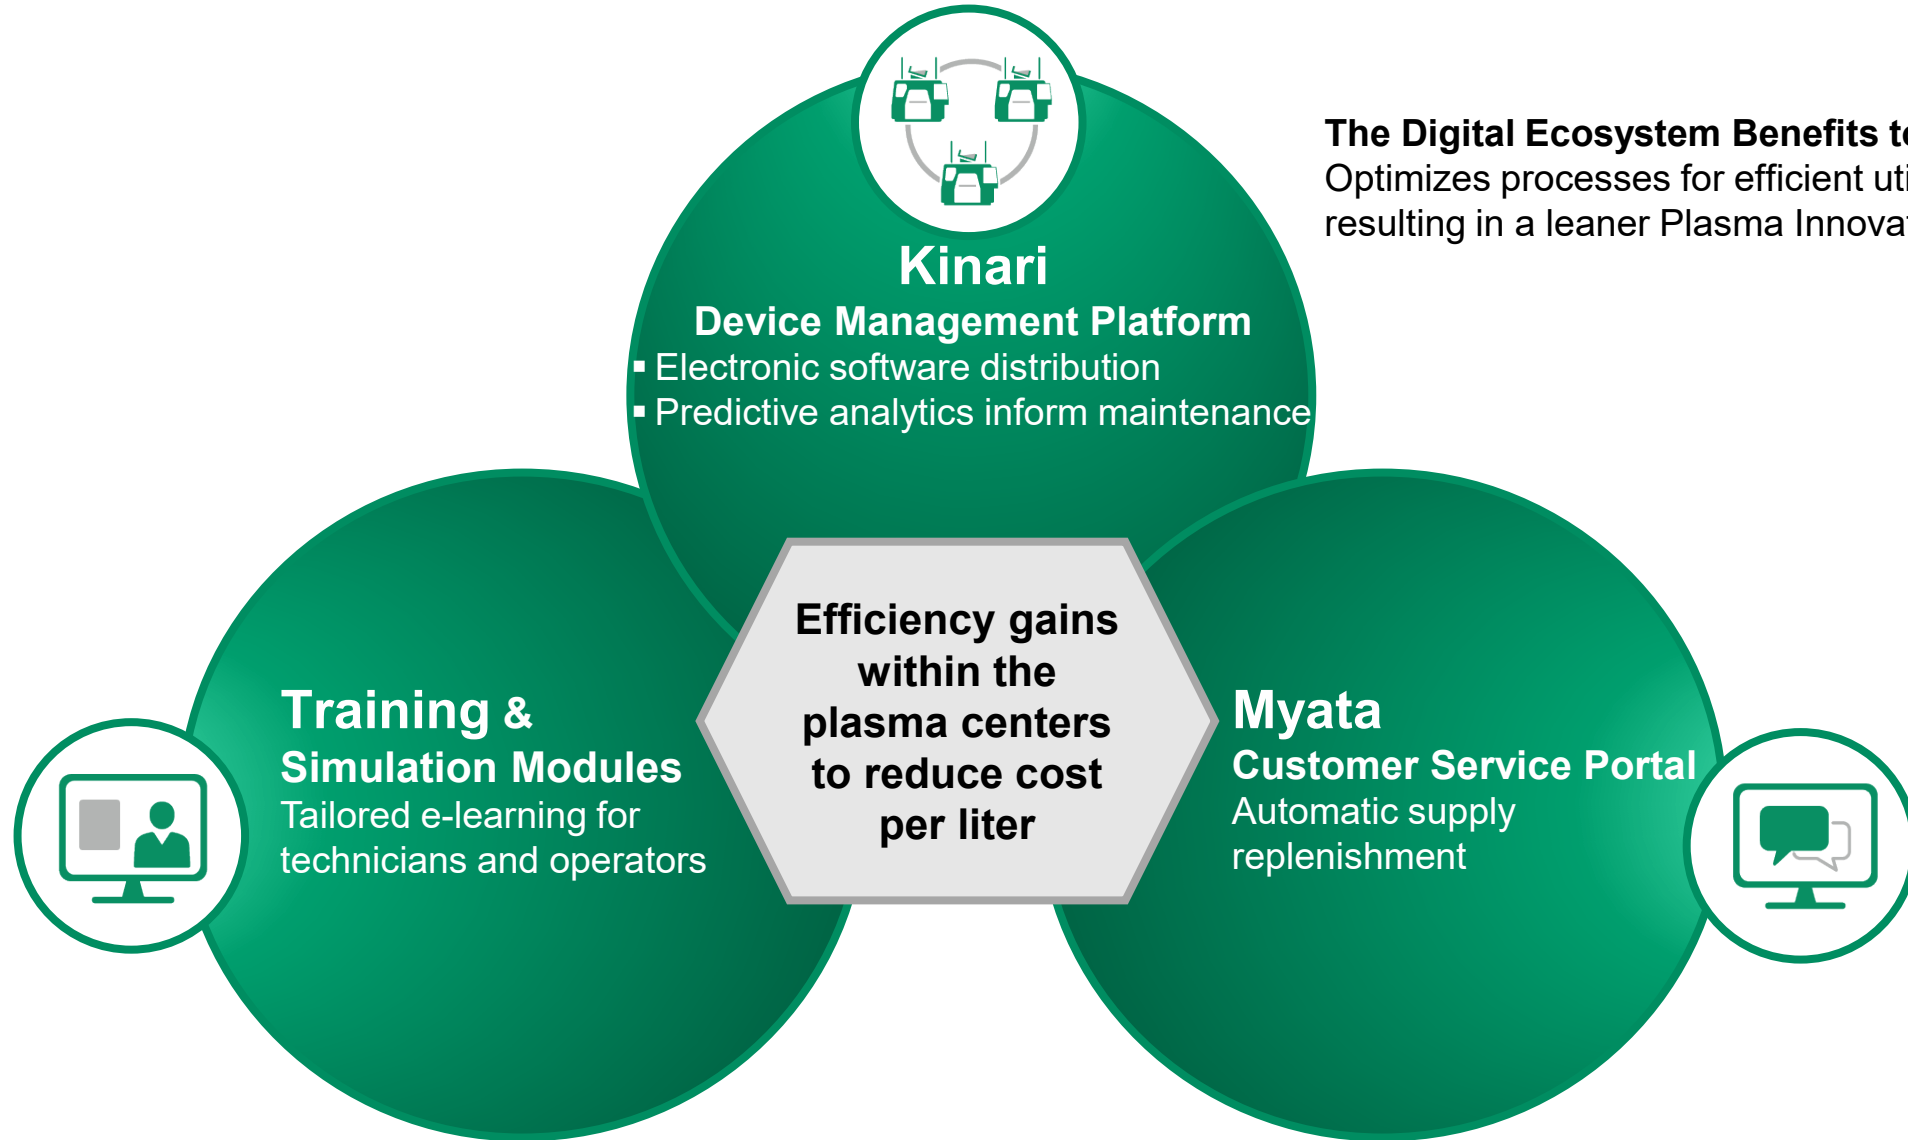 The Digital Ecosystem Benefits
Optimizes processes for efficient
resulting in a leaner Plasma
Kinari
Device Management Platform
▪ Electronic software distribution
▪ Predictive analytics inform maintenance
Efficiency gains
within the
plasma centers
to reduce cost
per liter
Training &
Simulation Modules
Tailored e-learning for
technicians and operators
Myata
Customer Service Portal
Automatic supply
replenishment